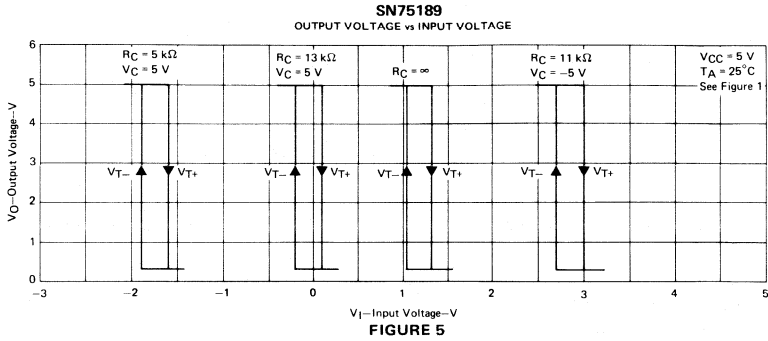 SN75189
OUTPUT VOLTAGE vs INPUT VOLTAGE
RC = 5 kΩ
VC = 5 V
RC = 13 kΩ
VC = 5 V
RC = ∞
RC = 11 kΩ
VC = −5 V
VCC = 5 V
TA = 25°C
See Figure 1
VO—Output Voltage—V
6
5
4
3
2
1
0
VT−
VT+
VT−
VT+
VT−
VT+
VT−
VT+
−3
−2
−1
0
1
2
3
4
5
VI—Input Voltage—V
FIGURE 5